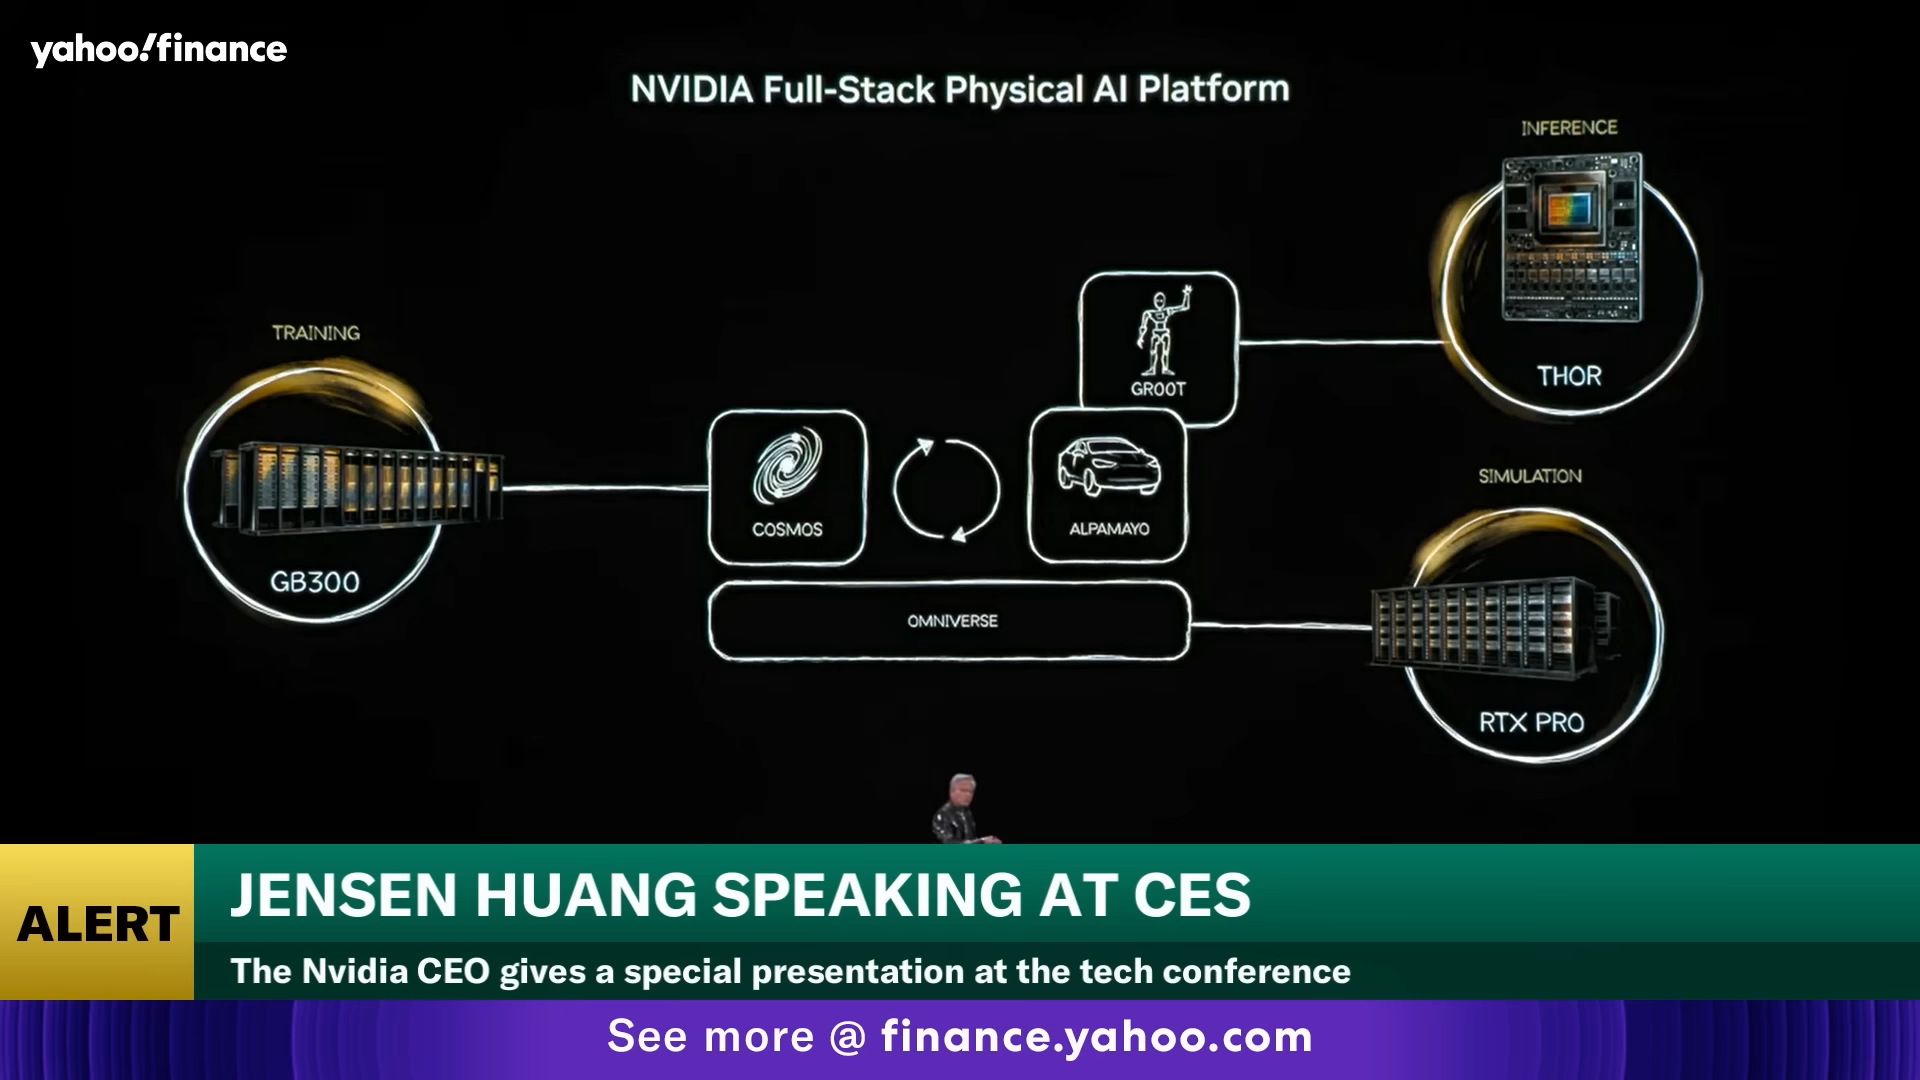 yahoo!finance
NVIDIA Full-Stack Physical AI Platform
INFERENCE
THOR
TRAINING
GB300
GR00T
COSMOS
ALPAMAYO
OMNIVERSE
SIMULATION
RTX PRO
ALERT
JENSEN HUANG SPEAKING AT CES
The Nvidia CEO gives a special presentation at the tech conference
See more @ finance.yahoo.com